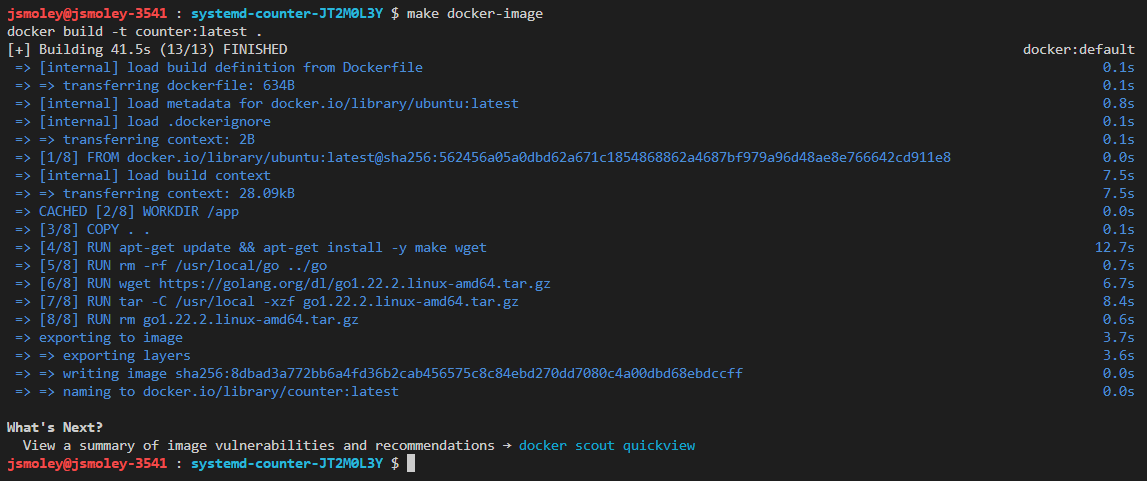 jsmoley@jsmoley-3541 : systemd-counter-JT2M0L3Y $ make docker-image
docker build -t counter:latest .
[+] Building 41.5s (13/13) FINISHED docker:default
=> [internal] load build definition from Dockerfile 0.1s
=> => transferring dockerfile: 634B 0.1s
=> [internal] load metadata for docker.io/library/ubuntu:latest 0.8s
=> [internal] load .dockerignore 0.1s
=> => transferring context: 2B 0.1s
=> [1/8] FROM docker.io/library/ubuntu:latest@sha256:562456a05a0dbd62a671c1854868862a4687bf979a96d48ae8e766642cd911e8 0.0s
=> [internal] load build context 7.5s
=> => transferring context: 28.09kB 7.5s
=> CACHED [2/8] WORKDIR /app 0.0s
=> [3/8] COPY . . 0.1s
=> [4/8] RUN apt-get update && apt-get install -y make wget 12.7s
=> [5/8] RUN rm -rf /usr/local/go ../go 0.7s
=> [6/8] RUN wget https://golang.org/dl/go1.22.2.linux-amd64.tar.gz 6.7s
=> [7/8] RUN tar -C /usr/local -xzf go1.22.2.linux-amd64.tar.gz 8.4s
=> [8/8] RUN rm go1.22.2.linux-amd64.tar.gz 0.6s
=> exporting to image 3.7s
=> => exporting layers 3.6s
=> => writing image sha256:8dbad3a772bb6a4fd36b2cab456575c8c84ebd270dd7080c4a00dbd68ebdccff 0.0s
=> => naming to docker.io/library/counter:latest 0.0s
What's Next?
View a summary of image vulnerabilities and recommendations → docker scout quickview
jsmoley@jsmoley-3541 : systemd-counter-JT2M0L3Y $